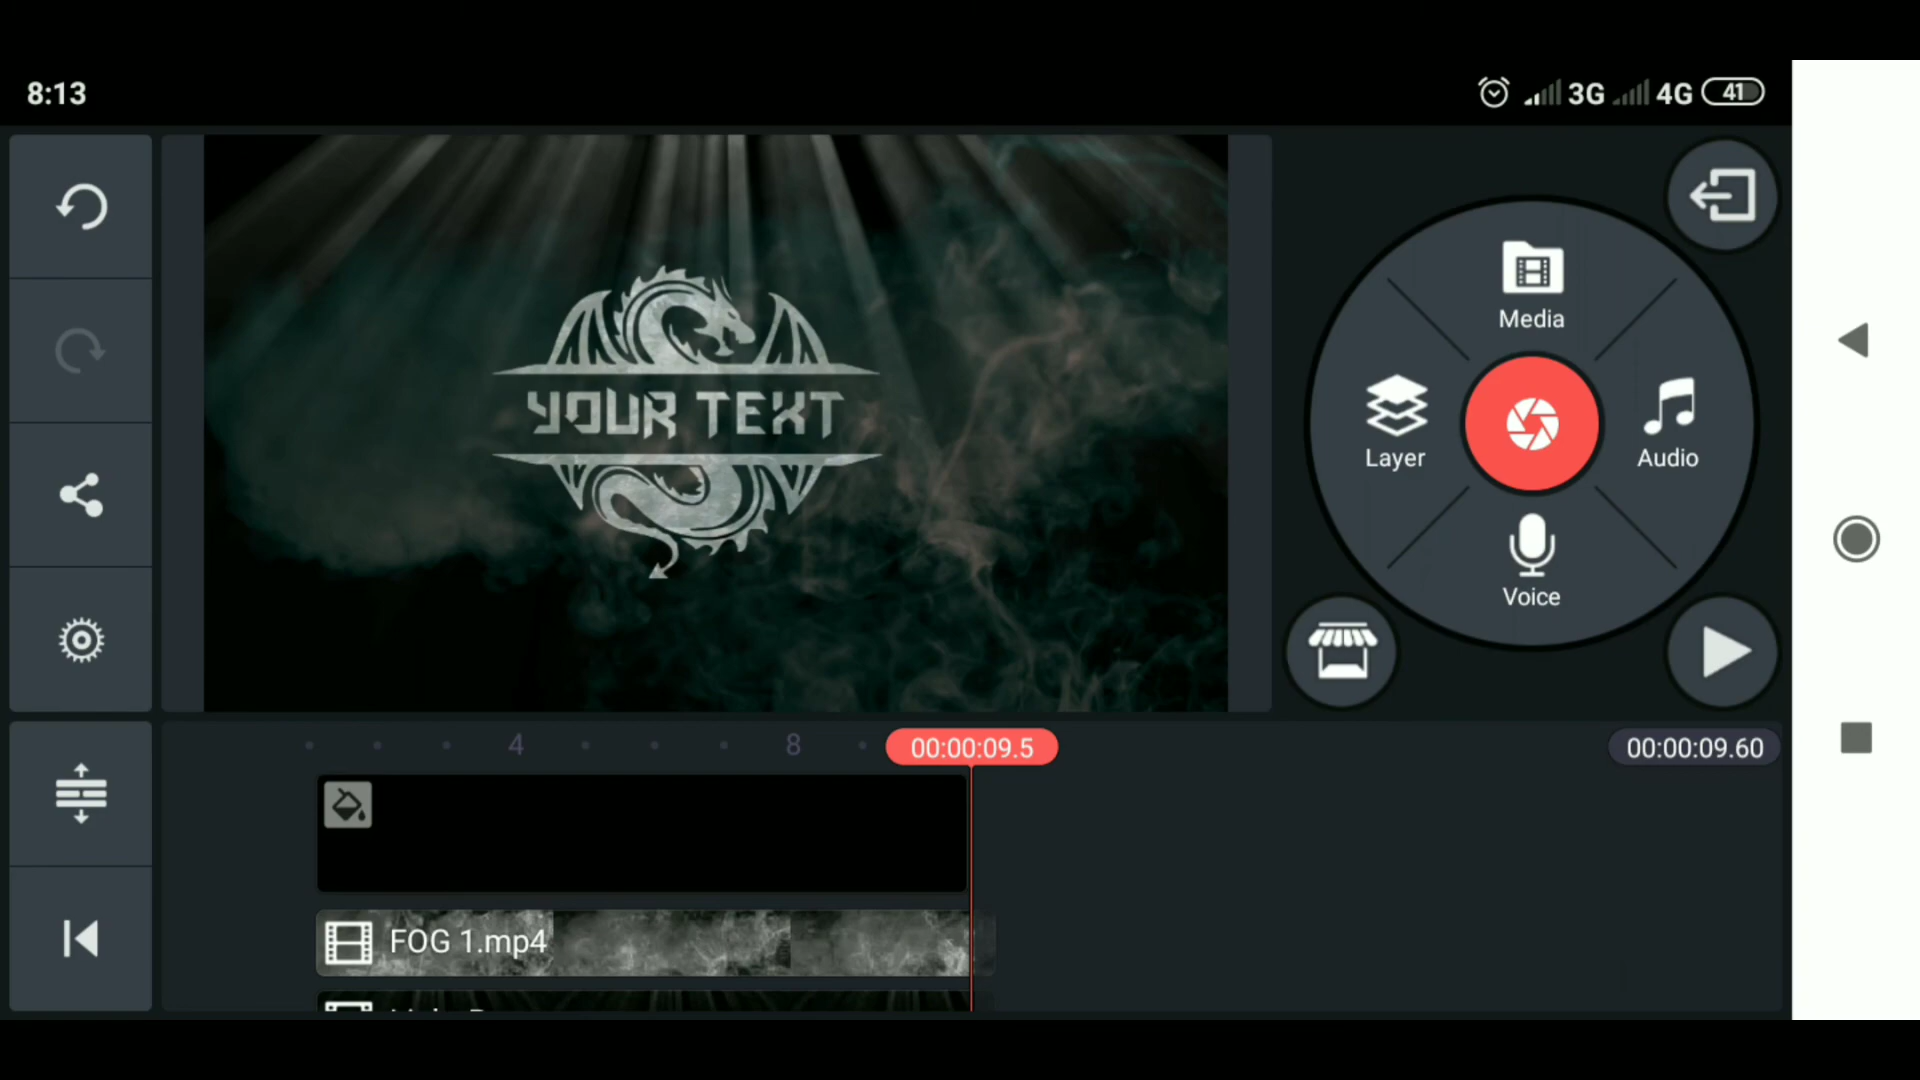 8:13
3G 4G 41
YOUR TEXT
Media
Layer
Audio
Voice
4
8
00:00:09.5
00:00:09.60
FOG 1.mp4